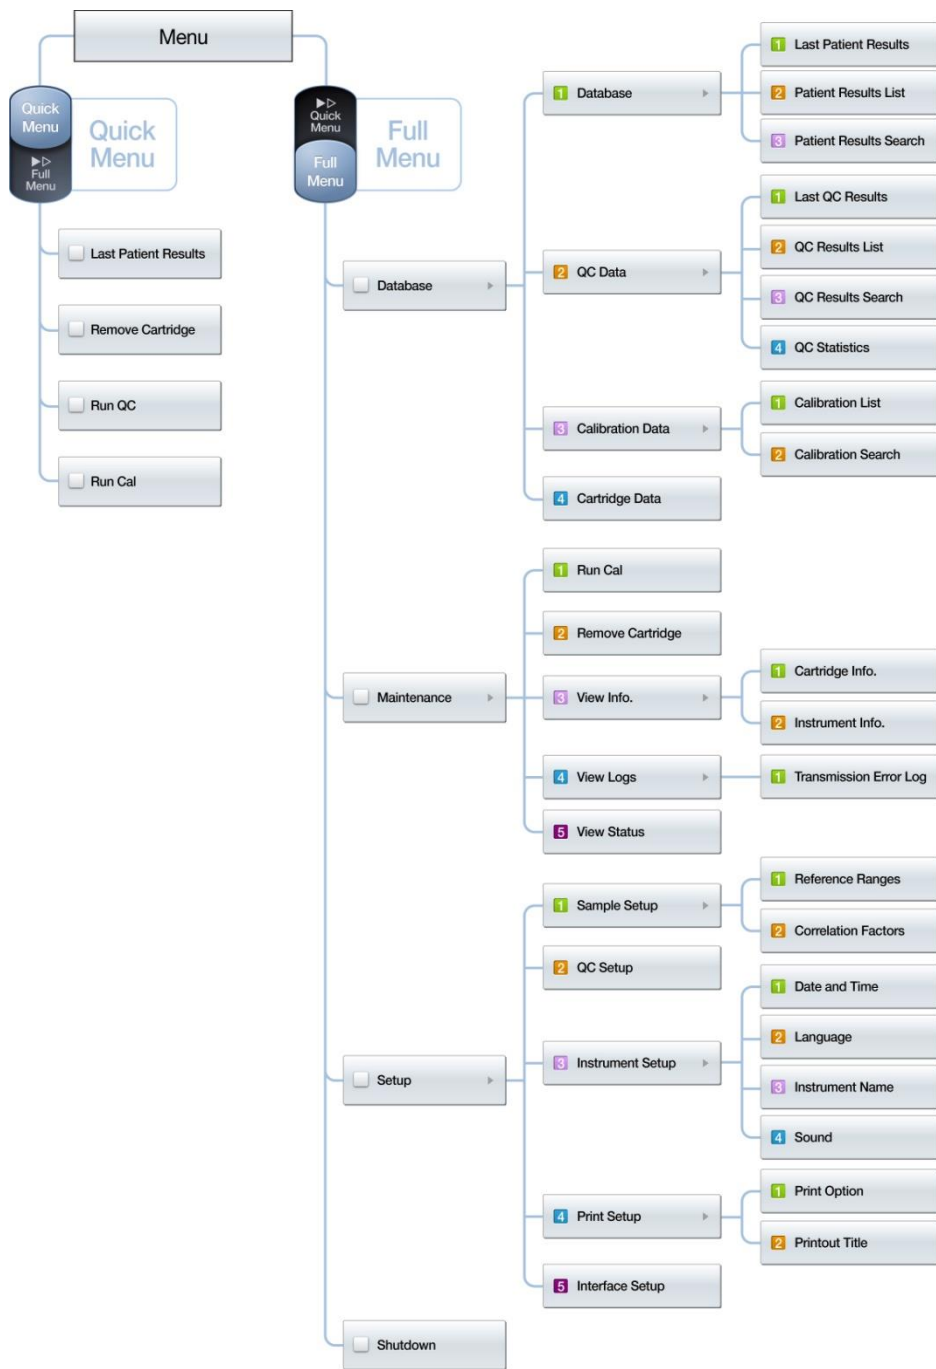 Menu
Quick
Menu
▶▷
Full
Menu
Quick
Menu
▶▷
Quick
Menu
Full
Menu
Full
Menu
Last Patient Results
Remove Cartridge
Run QC
Run Cal
Database
1 Database
1 Last Patient Results
2 Patient Results List
3 Patient Results Search
2 QC Data
1 Last QC Results
2 QC Results List
3 QC Results Search
4 QC Statistics
3 Calibration Data
1 Calibration List
2 Calibration Search
4 Cartridge Data
Maintenance
1 Run Cal
2 Remove Cartridge
3 View Info.
1 Cartridge Info.
2 Instrument Info.
4 View Logs
1 Transmission Error Log
5 View Status
Setup
1 Sample Setup
1 Reference Ranges
2 Correlation Factors
2 QC Setup
3 Instrument Setup
1 Date and Time
2 Language
3 Instrument Name
4 Sound
4 Print Setup
1 Print Option
2 Printout Title
5 Interface Setup
Shutdown